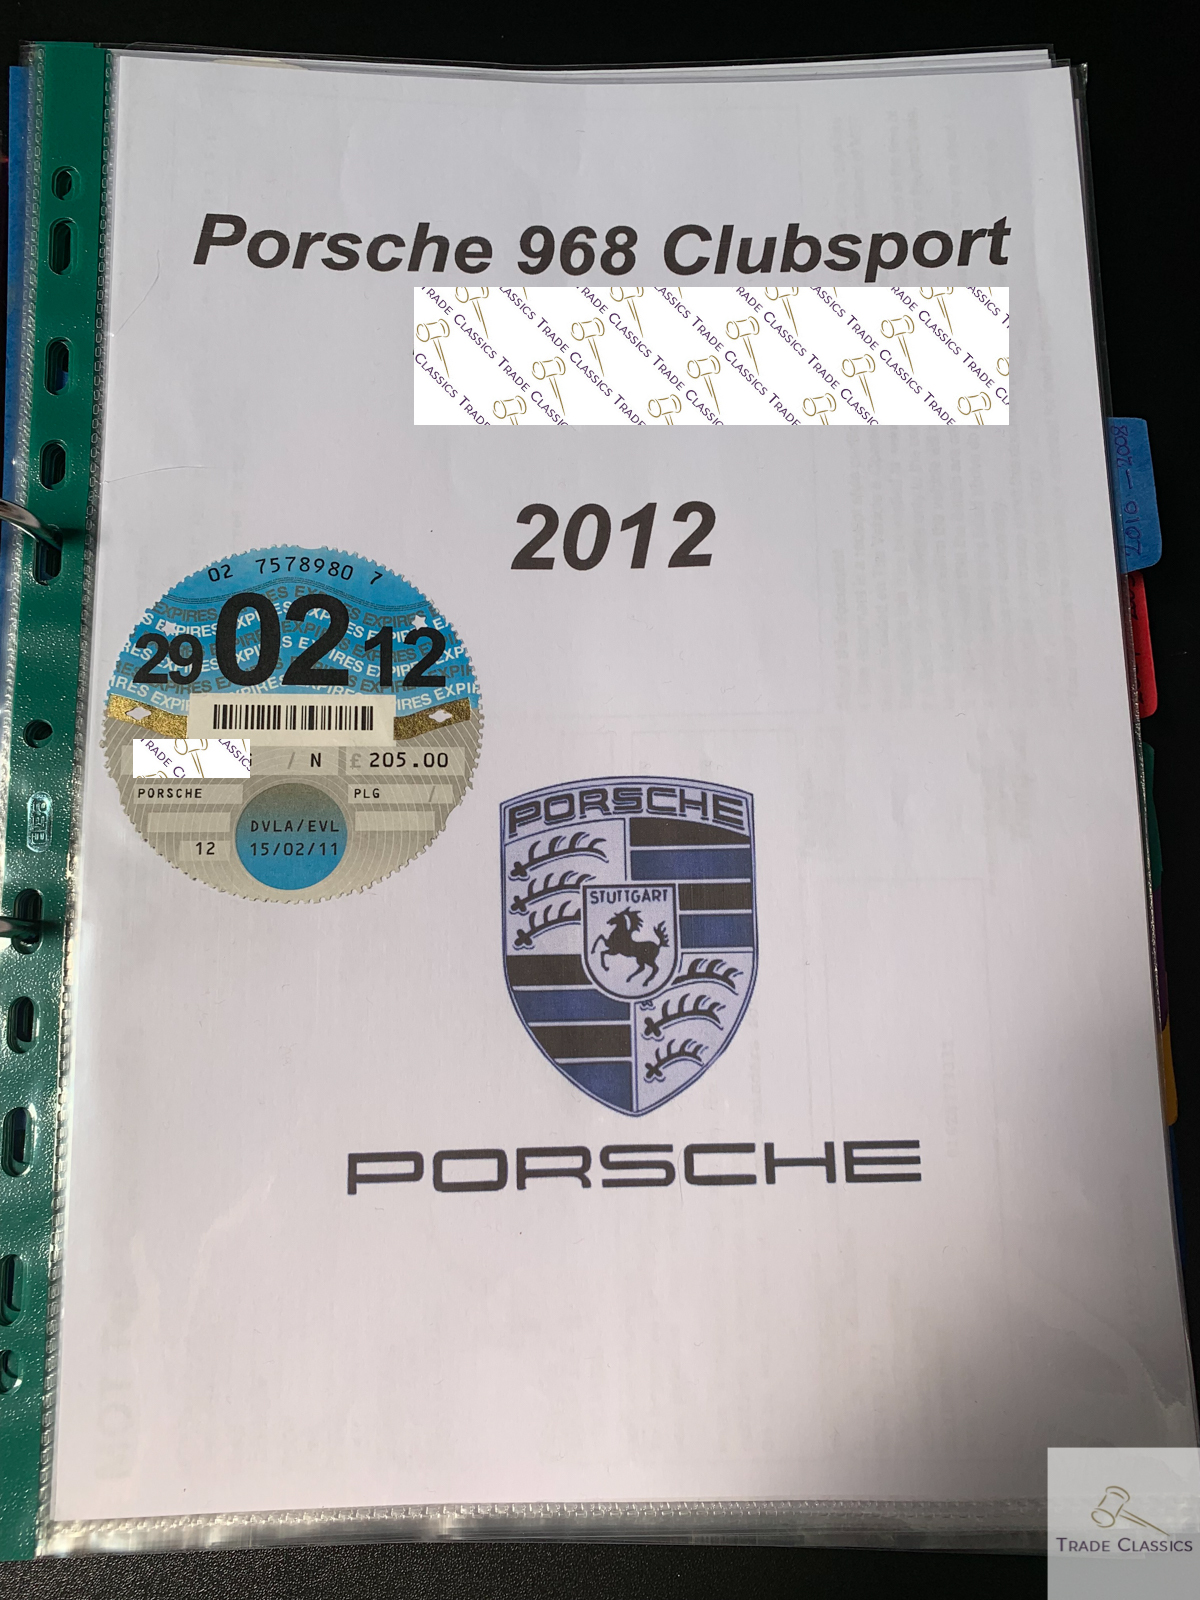 Porsche 968 Clubsport
2012
02 7578980 7
29 02 12
/ N £ 205.00
PORSCHE PLG /
12 DVLA/EVL
15/02/11
PORSCHE
STUTTGART
PORSCHE
2008 – 2010
TRADE CLASSICS